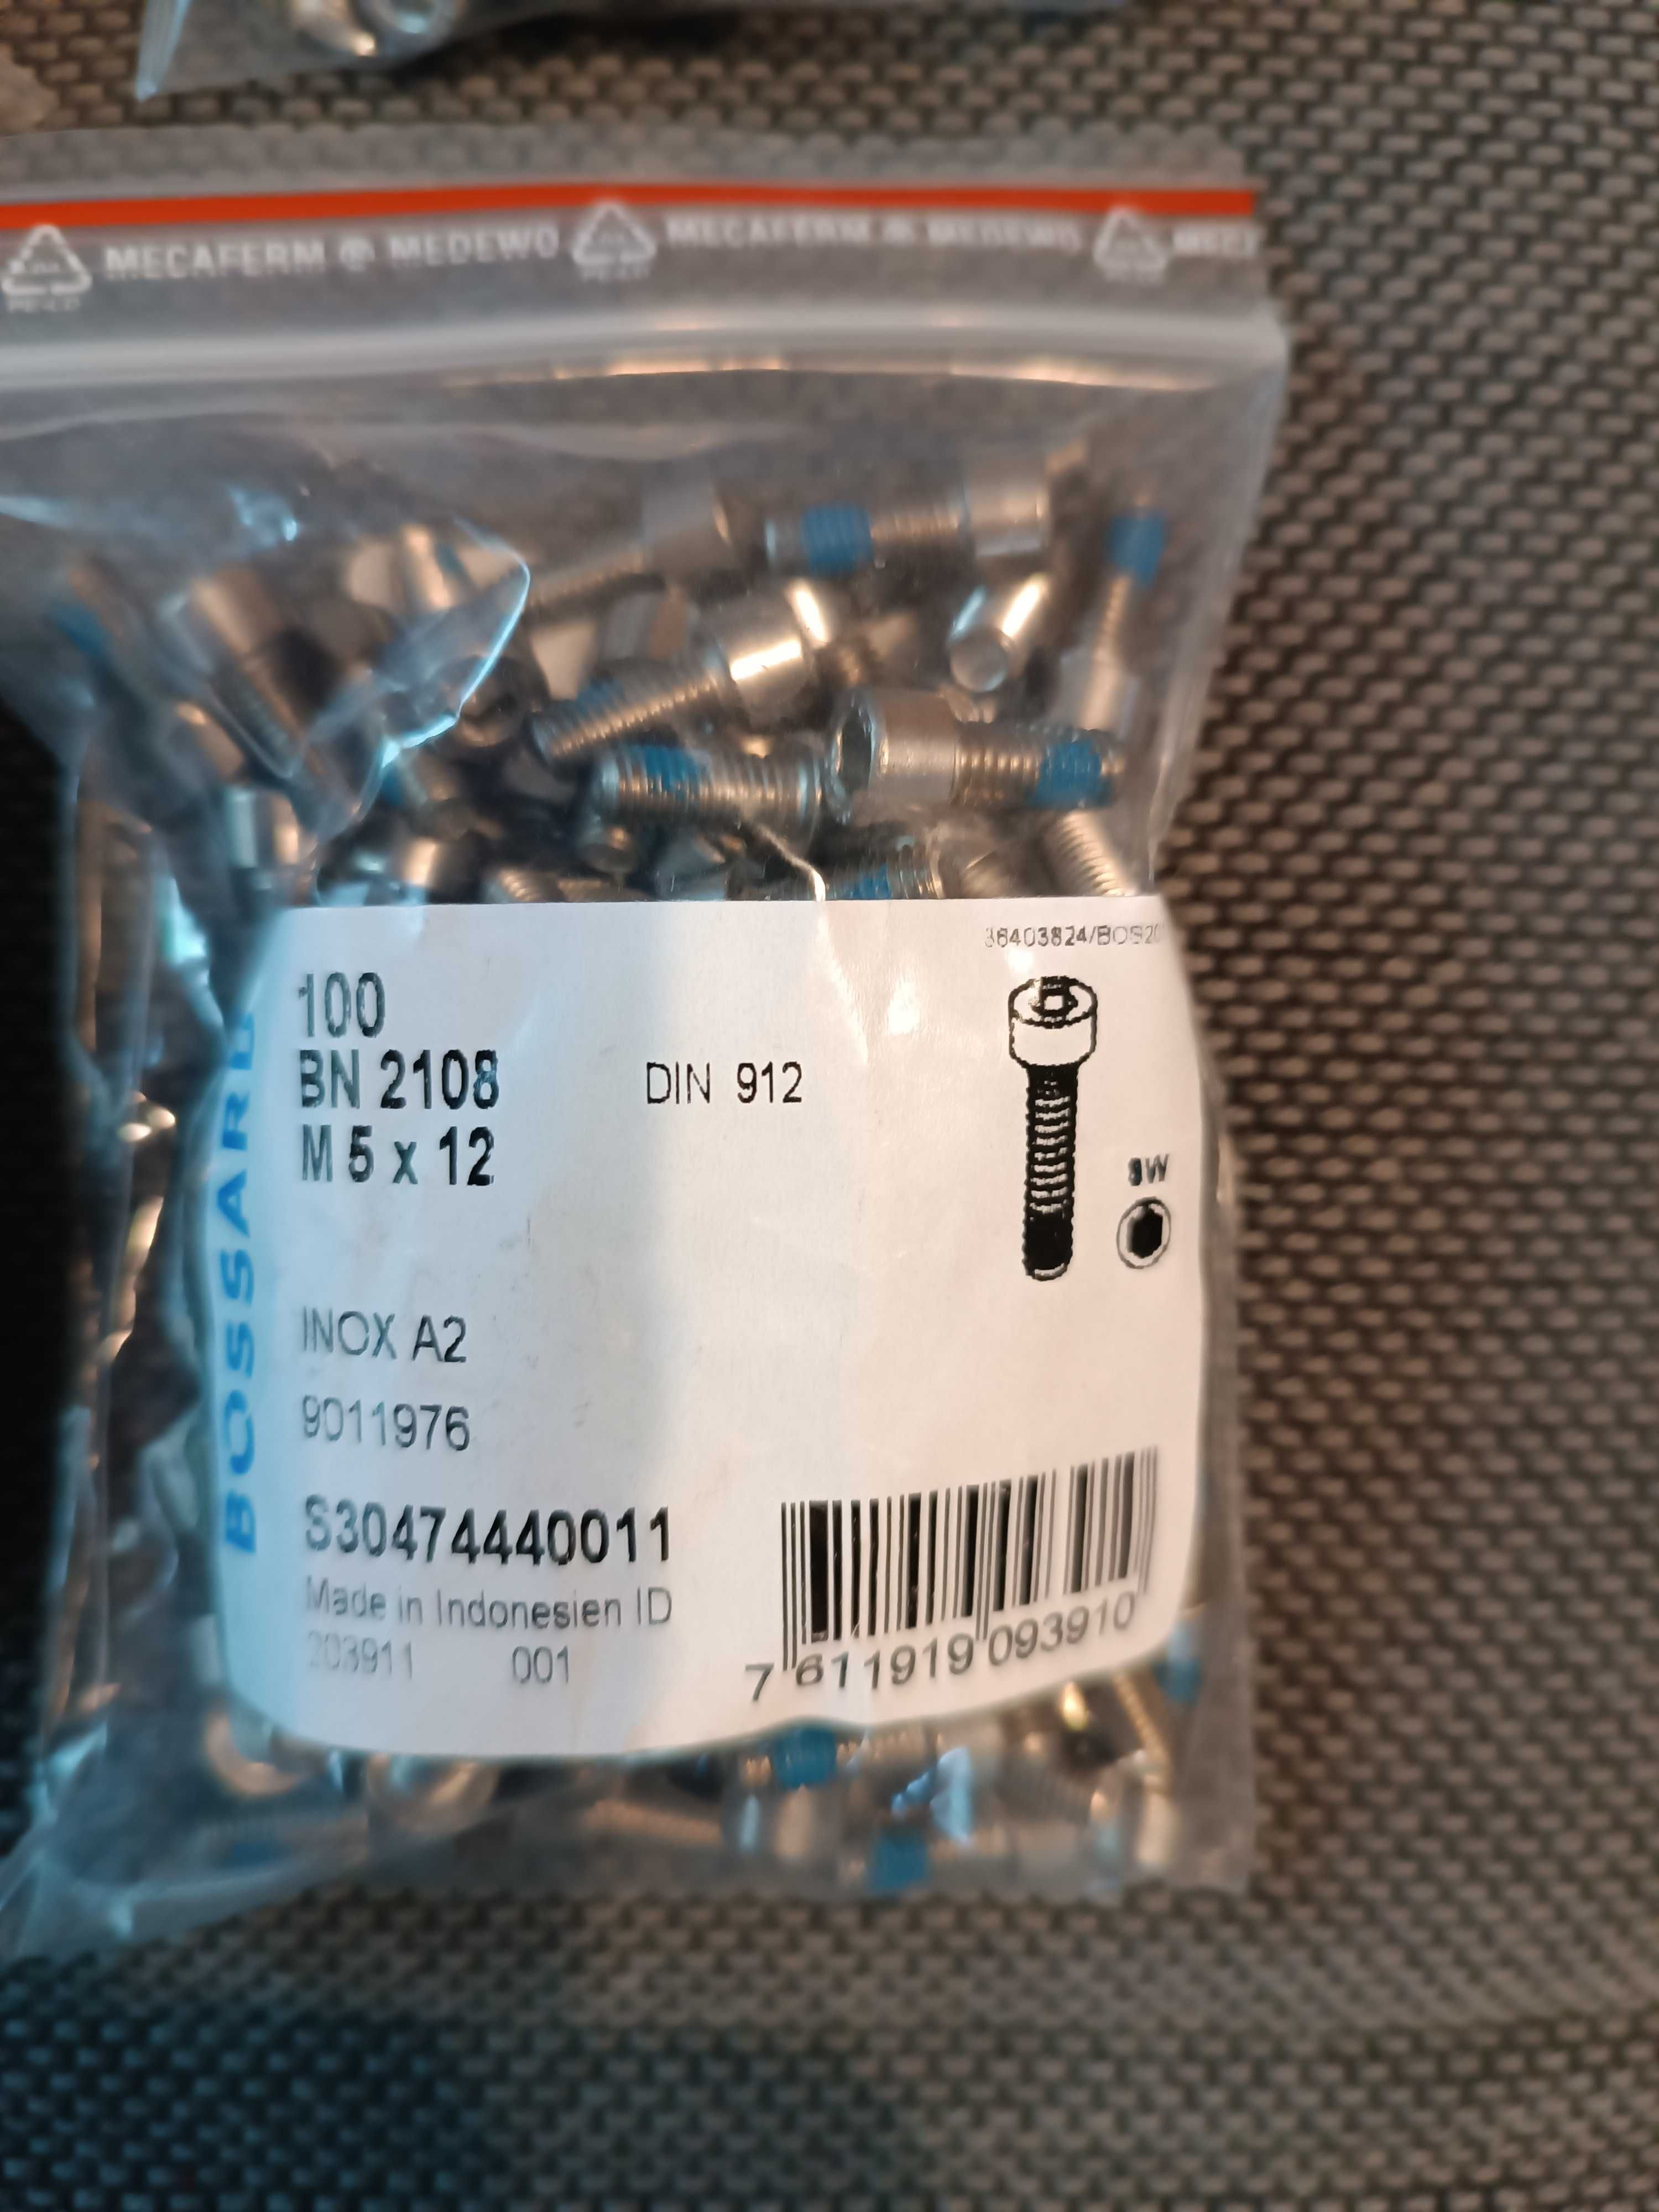 MECAFERM ® MEDEWO MECAFERM ® MEDEWO
36403824/BOS20
100
BN 2108 DIN 912
M 5 x 12
SW
INOX A2
9011976
S30474440011
Made in Indonesien ID
203911 001
7 611919 093910
BOSSARD